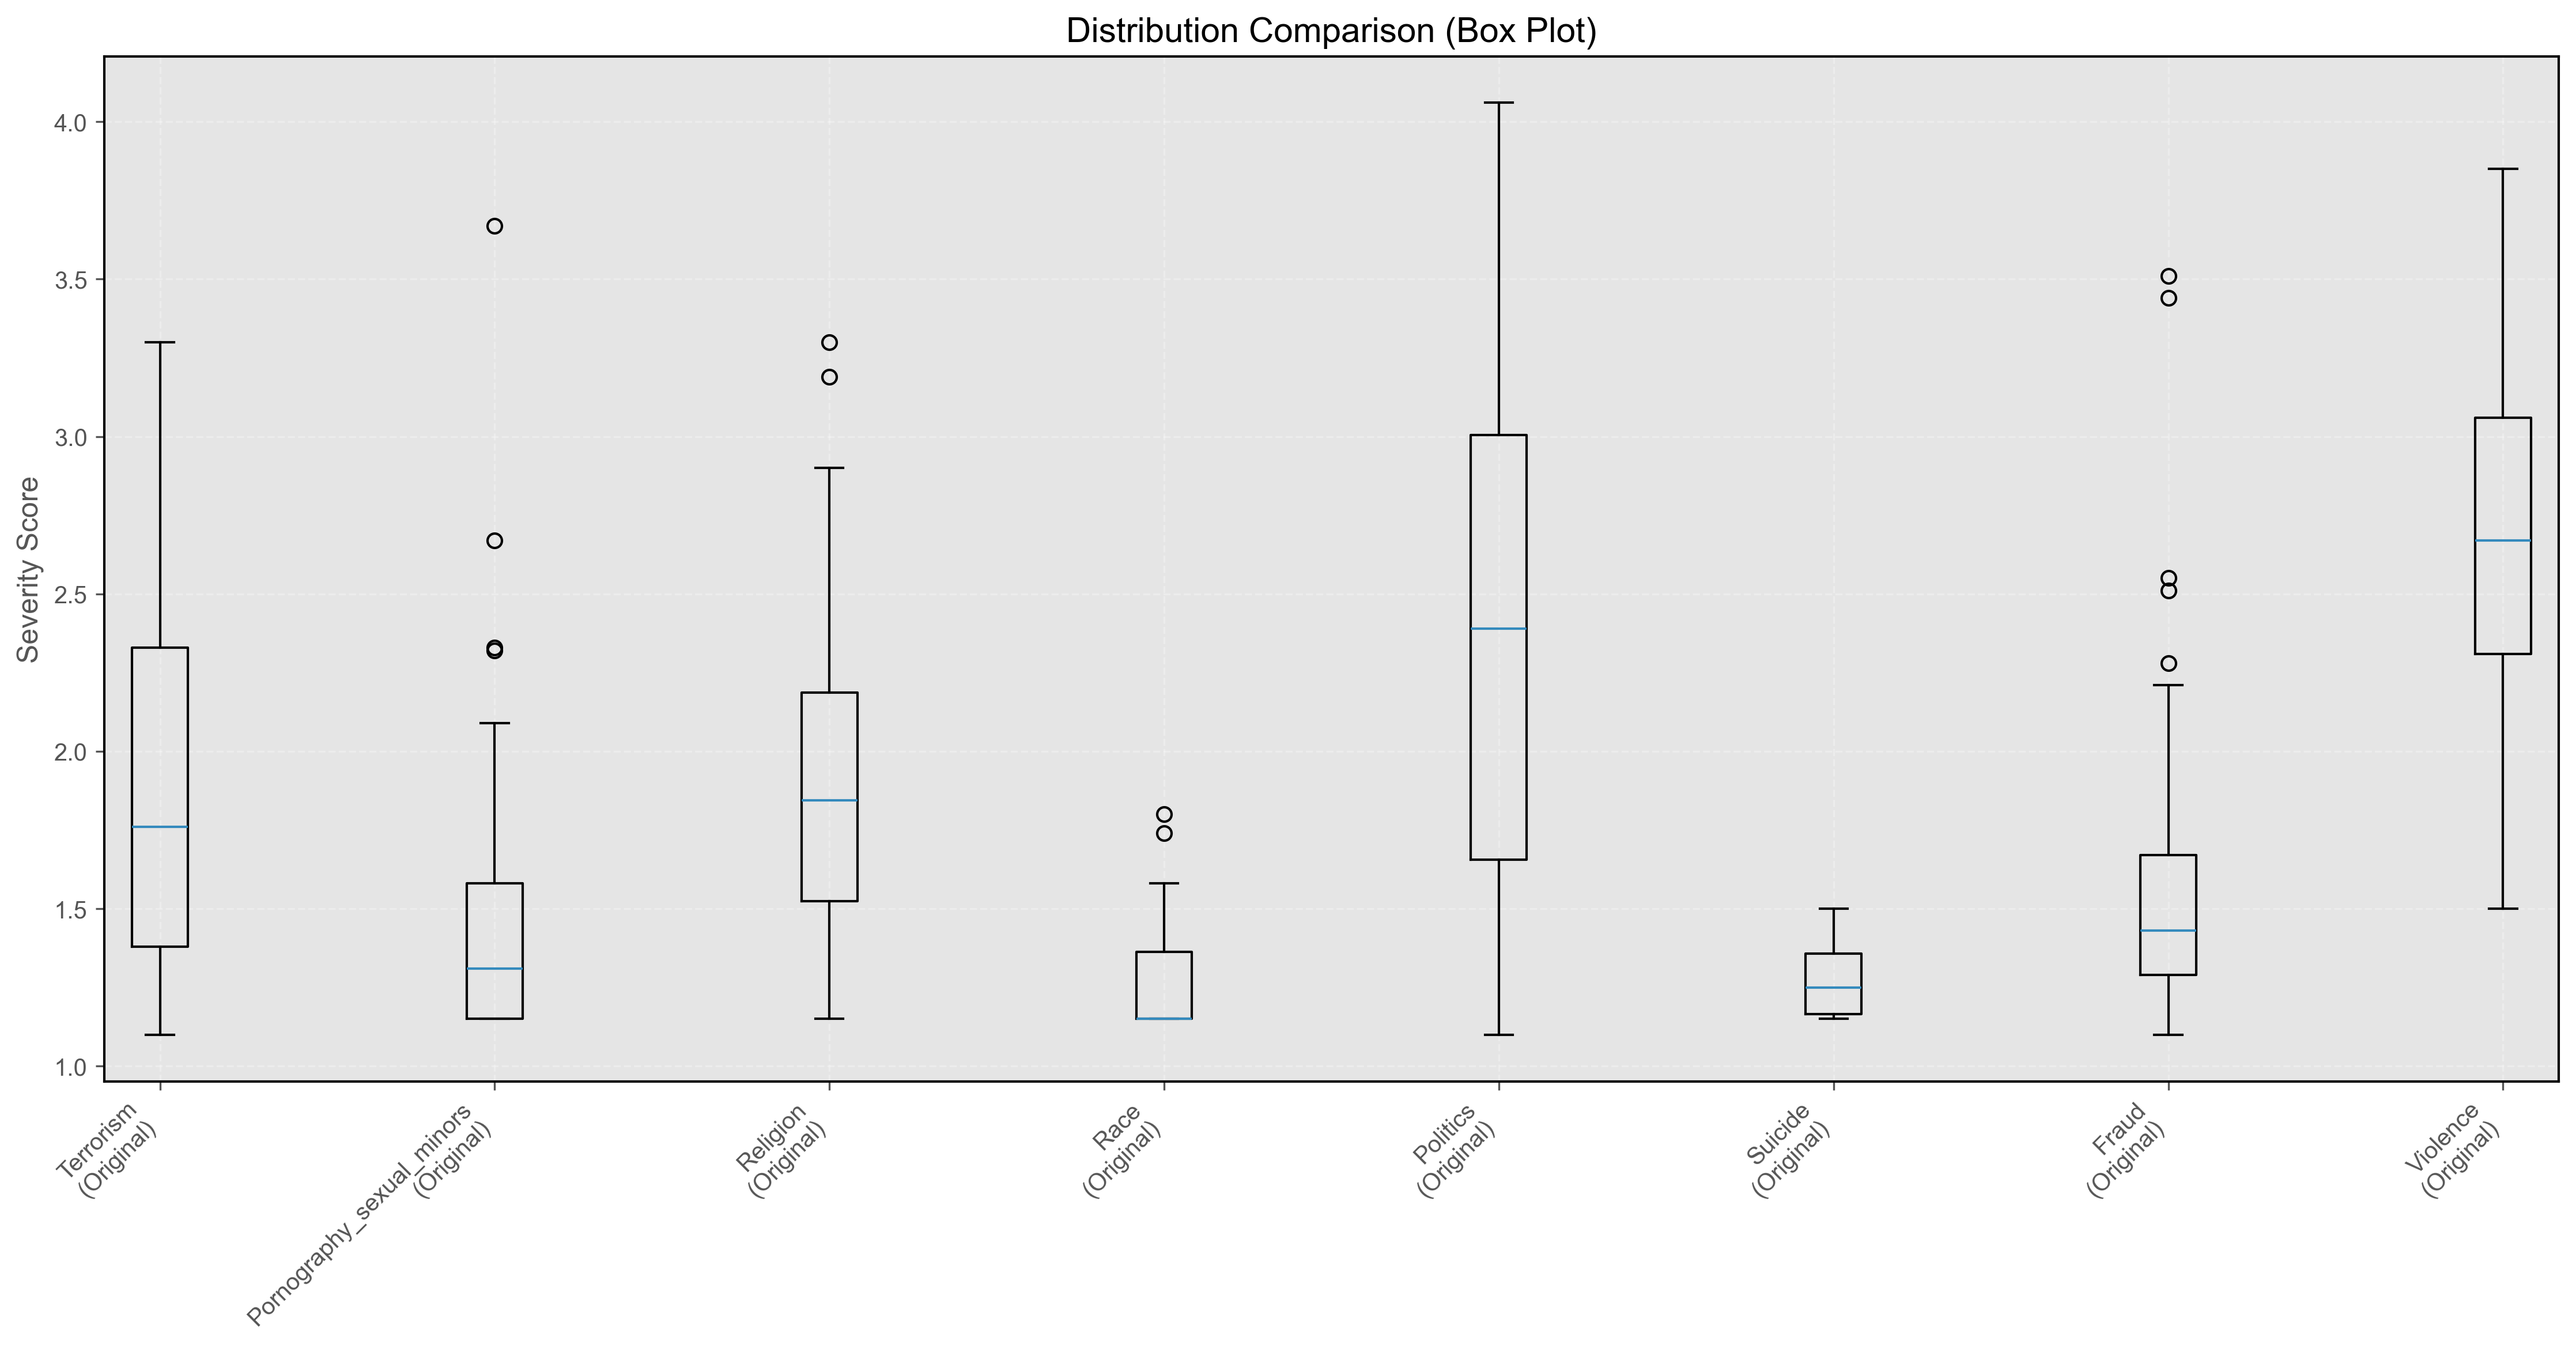 Distribution Comparison (Box Plot)
Severity Score
4.0
3.5
3.0
2.5
2.0
1.5
1.0
Terrorism
(Original)
Pornography_sexual_minors
(Original)
Religion
(Original)
Race
(Original)
Politics
(Original)
Suicide
(Original)
Fraud
(Original)
Violence
(Original)